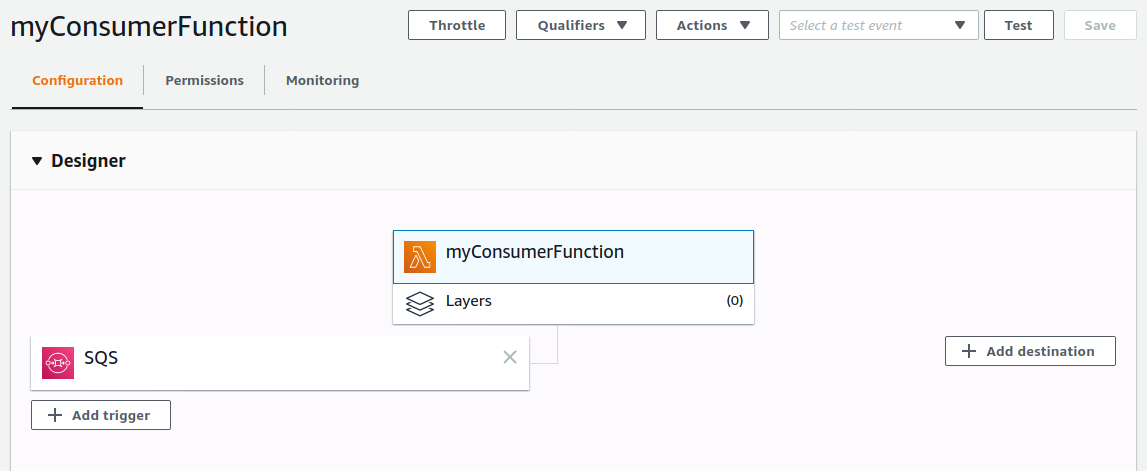 myConsumerFunction
Throttle
Qualifiers
Actions
Select a test event
Test
Save
Configuration
Permissions
Monitoring
Designer
myConsumerFunction
Layers
(0)
SQS
Add destination
Add trigger